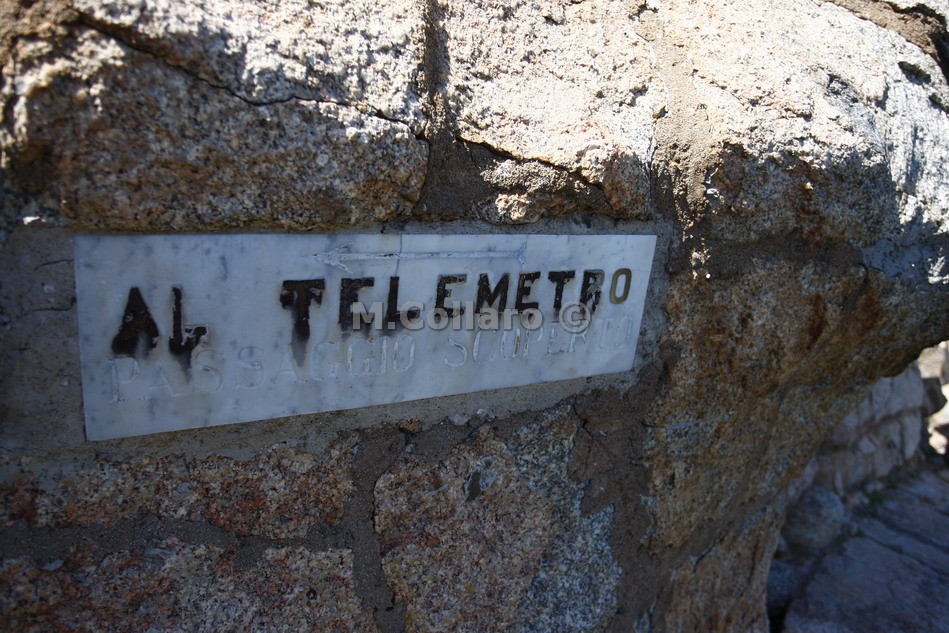 AL TELEMETRO
M.Collaro ©
PASSAGGIO SCOPERTO